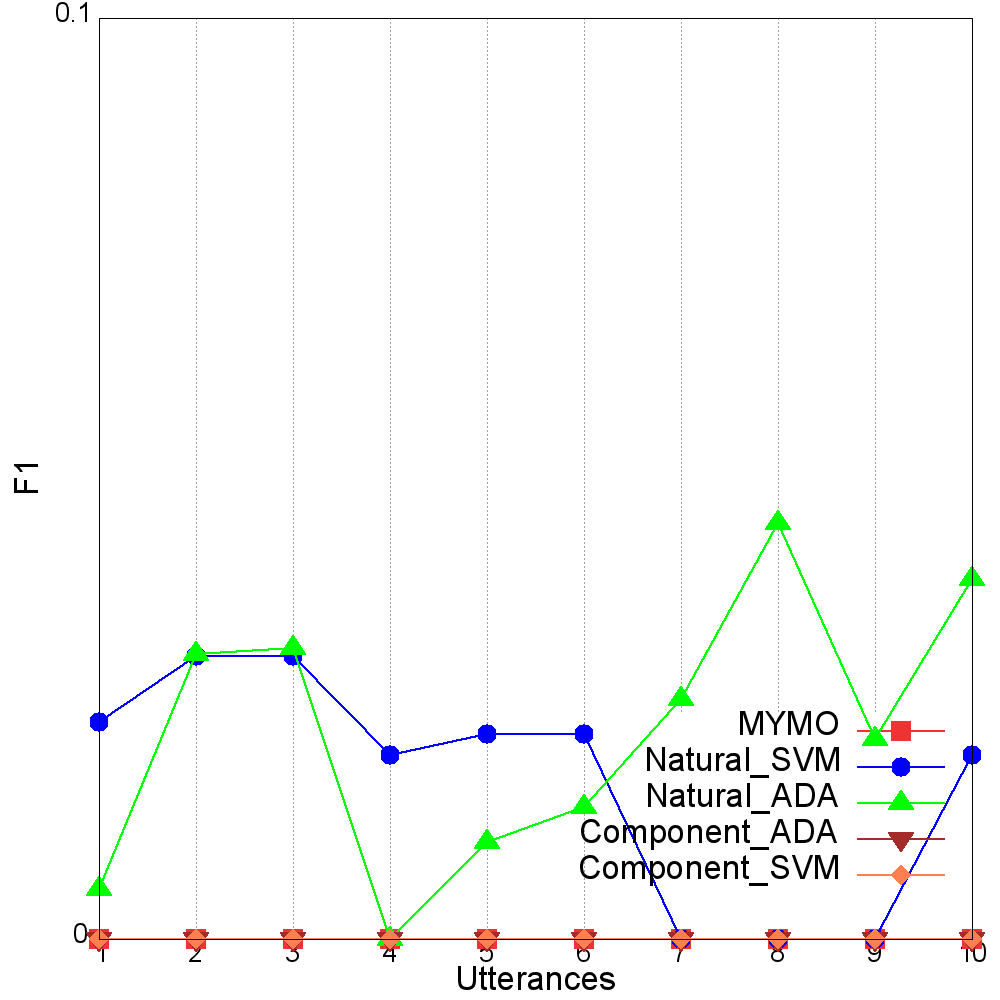 0.1
F1
MYMO
Natural_SVM
Natural_ADA
Component_ADA
Component_SVM
0
1 2 3 4 5 6 7 8 9 10
Utterances